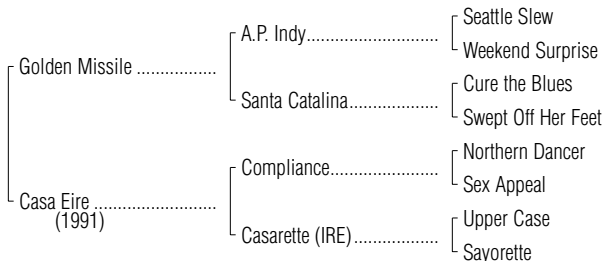 Seattle Slew
A.P. Indy........................
Weekend Surprise
Golden Missile ................
Cure the Blues
Santa Catalina....................
Swept Off Her Feet
Northern Dancer
Compliance........................
Sex Appeal
Casa Eire ........................
(1991)
Upper Case
Casarette (IRE)..................
Savorette